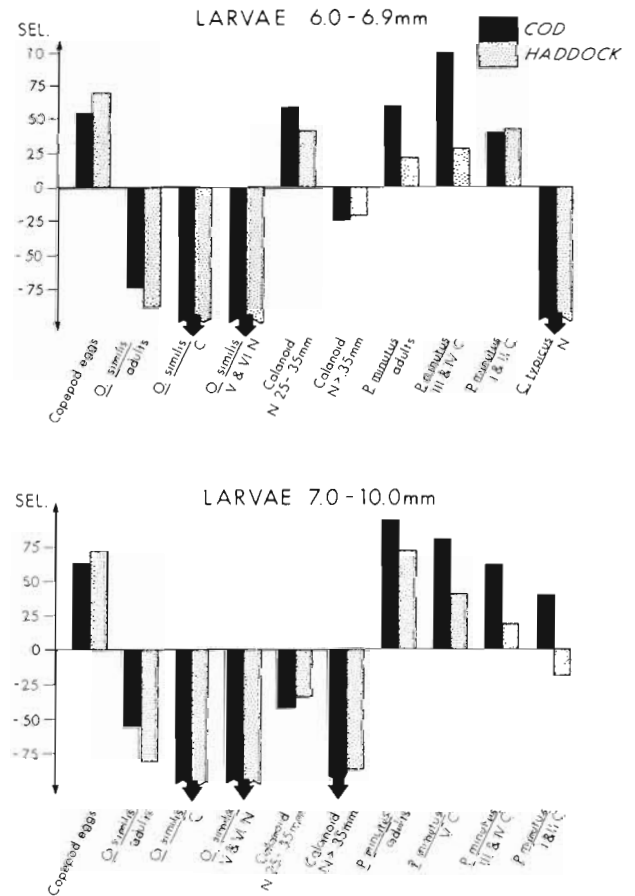 LARVAE 6.0 - 6.9mm
SEL.
COD
HADDOCK
10
75
50
25
0
-25
-50
-75
Copepod eggs
O similis
adults
O similis
C
O similis
V & VI N
Calanoid
N 25-35mm
Calanoid
N>.35mm
P minutus
adults
P minutus
III & IV C
P minutus
I & II C
C typicus
N
LARVAE 7.0 - 10.0mm
SEL.
75
50
25
0
-25
-50
-75
Copepod eggs
O similis
adults
O similis
C
O similis
V & VI N
Calanoid
N 25-35mm
Calanoid
N>.35mm
P minutus
adults
P minutus
V C
P minutus
III & IV C
P minutus
I & II C